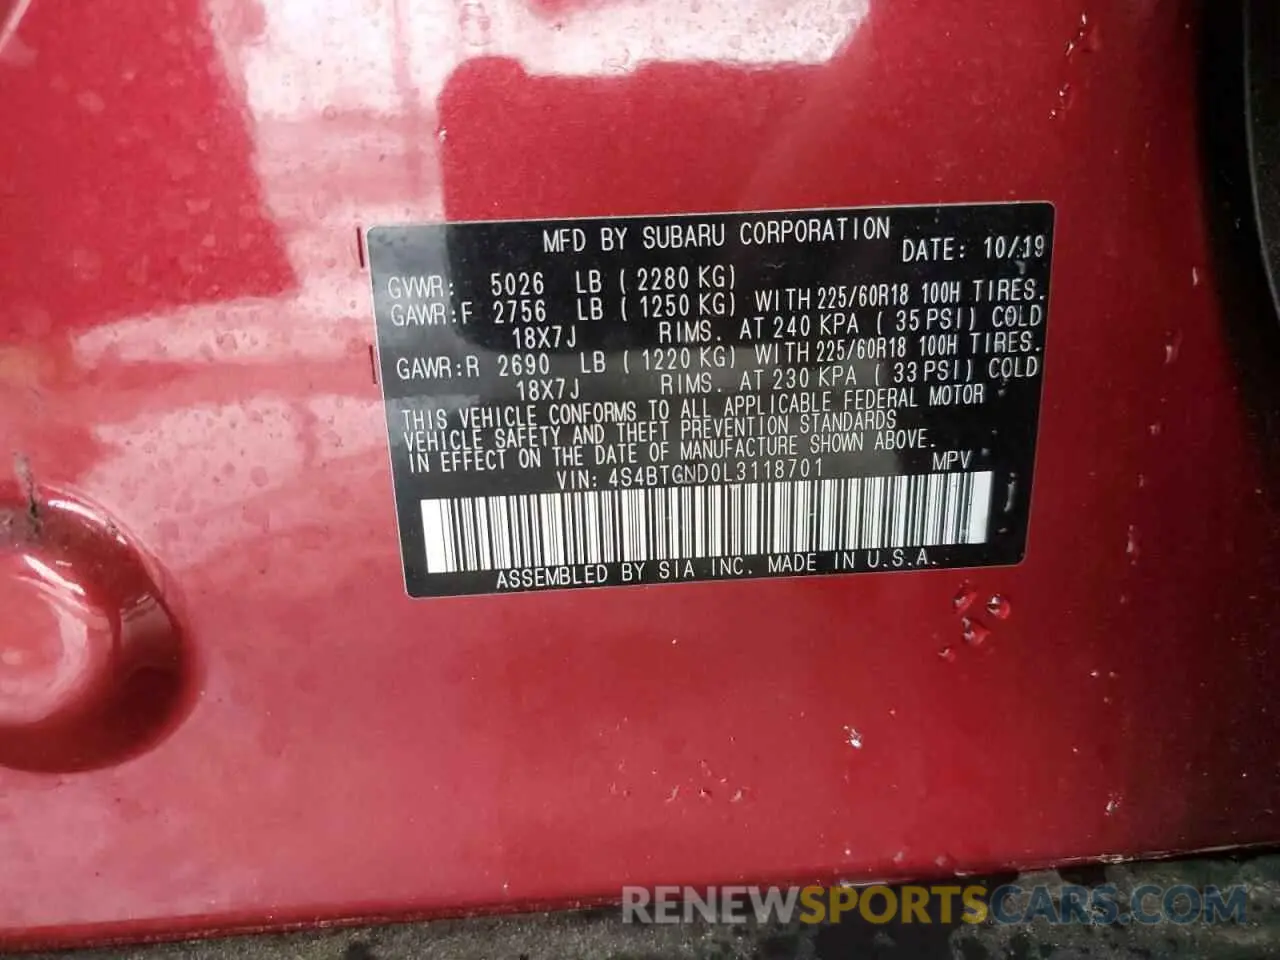 MFD BY SUBARU CORPORATION
DATE: 10/19
GVWR: 5026 LB (2280 KG)
GAWR:F 2756 LB (1250 KG) WITH 225/60R18 100H TIRES.
18X7J RIMS. AT 240 KPA (35 PSI) COLD
GAWR:R 2690 LB (1220 KG) WITH 225/60R18 100H TIRES.
18X7J RIMS. AT 230 KPA (33 PSI) COLD
THIS VEHICLE CONFORMS TO ALL APPLICABLE FEDERAL MOTOR
VEHICLE SAFETY AND THEFT PREVENTION STANDARDS
IN EFFECT ON THE DATE OF MANUFACTURE SHOWN ABOVE.
VIN: 4S4BTGND0L3118701 MPV
ASSEMBLED BY SIA INC. MADE IN U.S.A.
RENEWSPORTSCARS.COM